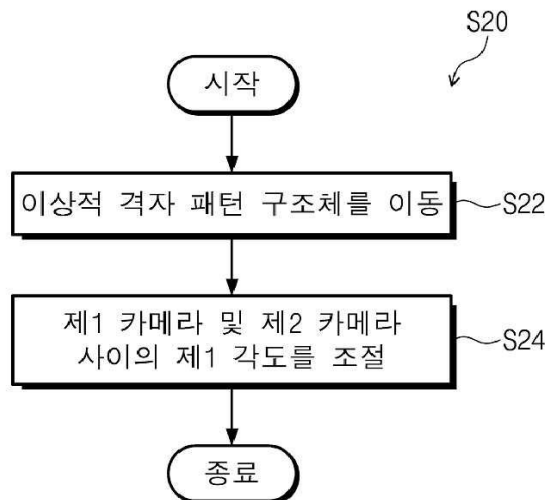 S20
시작
이상적 격자 패턴 구조체를 이동
S22
제1 카메라 및 제2 카메라
사이의 제1 각도를 조절
S24
종료